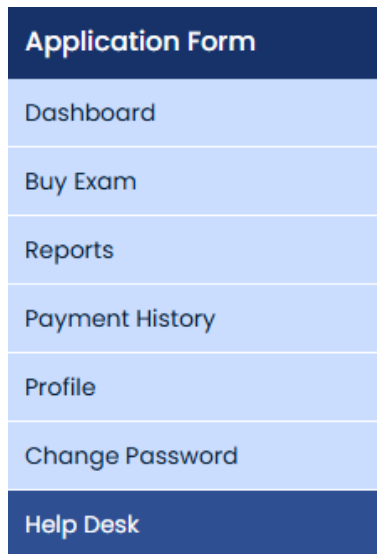 Application Form
Dashboard
Buy Exam
Reports
Payment History
Profile
Change Password
Help Desk